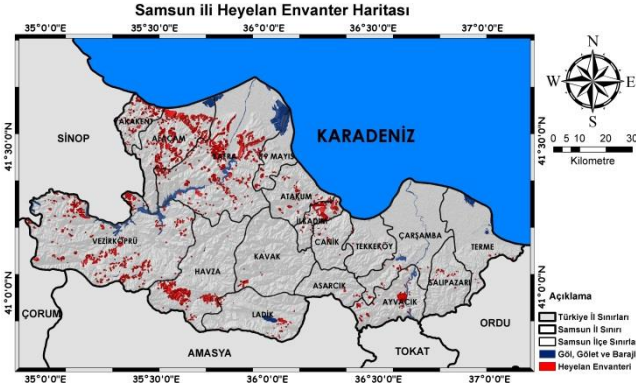 Samsun ili Heyelan Envanter Haritası
35°0'0"E 35°30'0"E 36°0'0"E 36°30'0"E 37°0'0"E
N
W E
S
0 5 10 20 30
Kilometre
41°30'0"N
41°0'0"N
41°30'0"N
41°0'0"N
SİNOP
KARADENİZ
YAKAKENT
ALAÇAM
BAFRA
19 MAYIS
ATAKUM
İLKADIM
CANİK
TEKKEKÖY
ÇARŞAMBA
TERME
VEZİRKÖPRÜ
HAVZA
KAVAK
ASARCIK
SALIPAZARI
AYVACIK
LADİK
ÇORUM
AMASYA
TOKAT
ORDU
Açıklama
Türkiye İl Sınırları
Samsun İl Sınırı
Samsun İlçe Sınırla
Göl, Gölet ve Baraj
Heyelan Envanteri
35°0'0"E 35°30'0"E 36°0'0"E 36°30'0"E 37°0'0"E